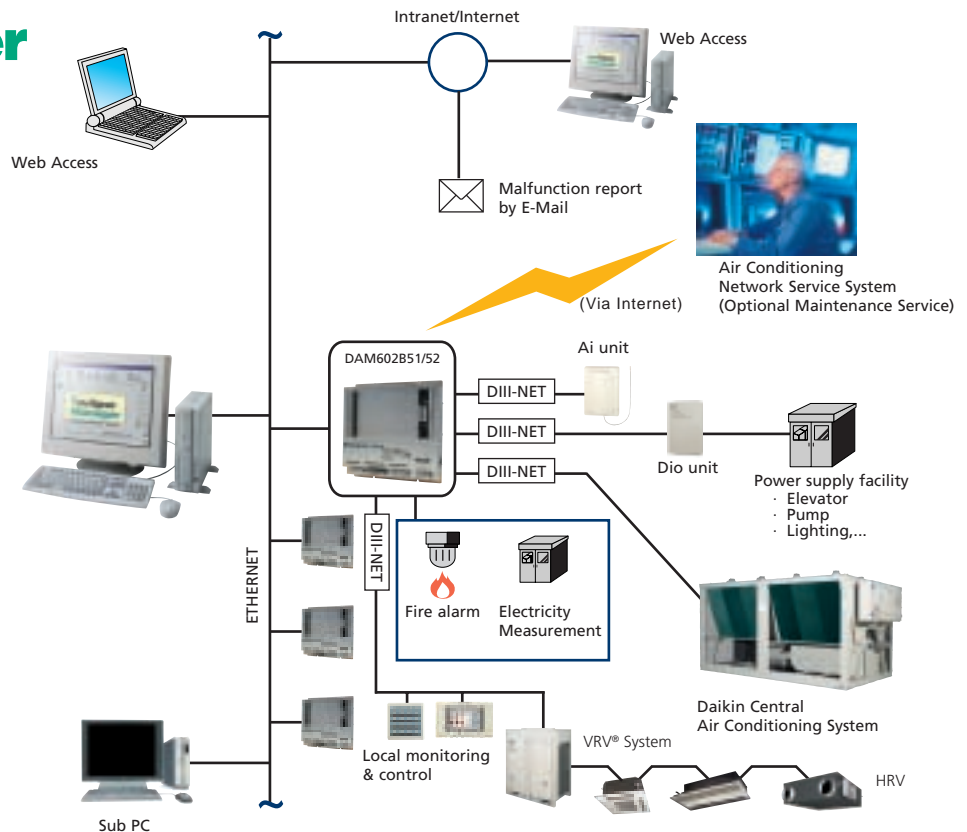 er
Intranet/Internet
Web Access
Web Access
Malfunction report
by E-Mail
Air Conditioning
Network Service System
(Optional Maintenance Service)
(Via Internet)
DAM602B51/52
Ai unit
DIII-NET
DIII-NET
Dio unit
DIII-NET
Power supply facility
· Elevator
· Pump
· Lighting,...
ETHERNET
DIII-NET
Fire alarm
Electricity
Measurement
Daikin Central
Air Conditioning System
Local monitoring
& control
VRV® System
HRV
Sub PC